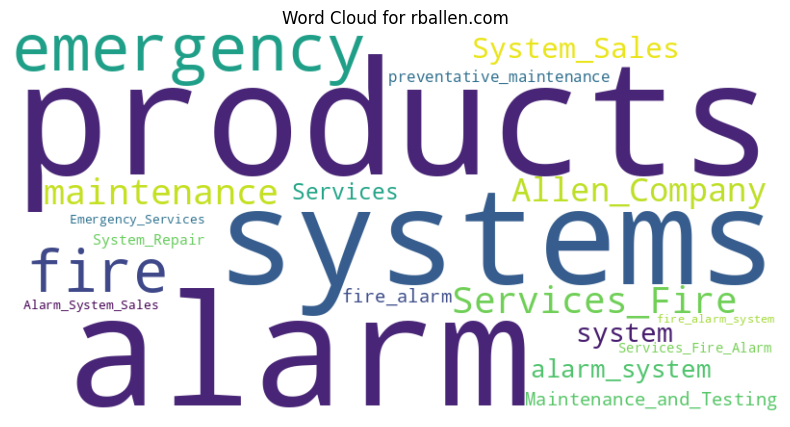 Word Cloud for rballen.com
emergency
System_Sales
preventative_maintenance
products
maintenance
Services
Allen_Company
Emergency_Services
systems
System_Repair
fire
fire_alarm
Services_Fire
Alarm_System_Sales
alarm
fire_alarm_system
system
Services_Fire_Alarm
alarm_system
Maintenance_and_Testing